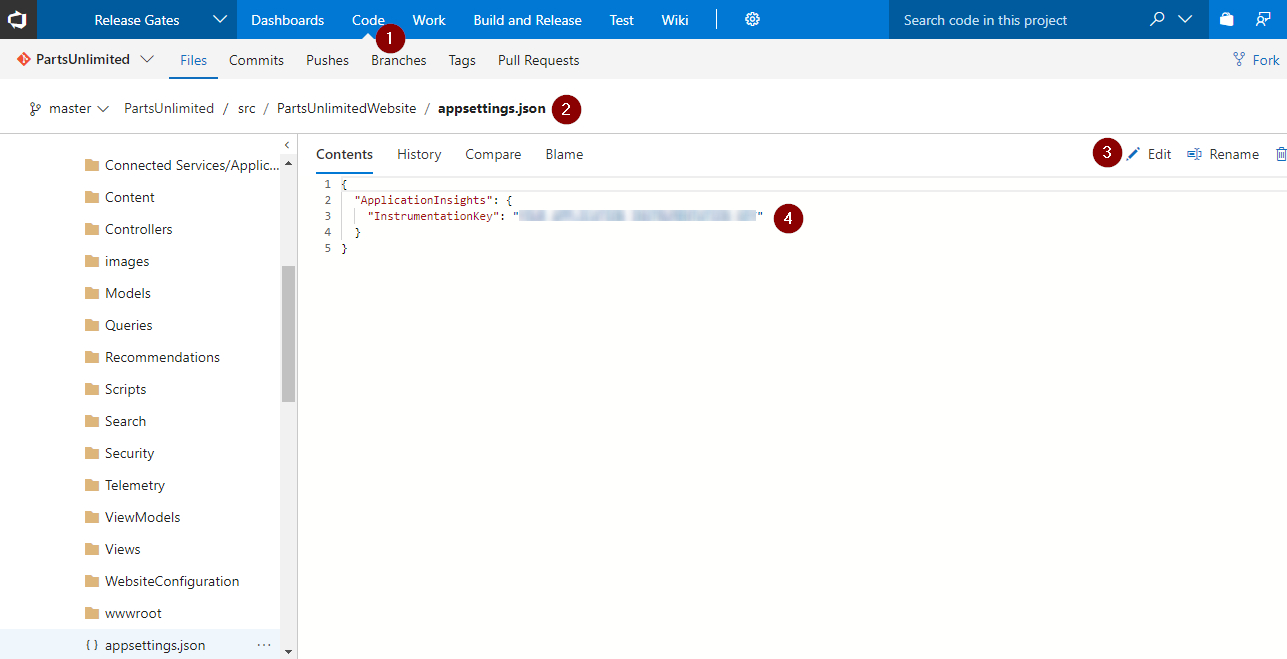 Release Gates Dashboards Code Work Build and Release Test Wiki Search code in this project
1
PartsUnlimited Files Commits Pushes Branches Tags Pull Requests Fork
master PartsUnlimited / src / PartsUnlimitedWebsite / appsettings.json 2
Contents History Compare Blame 3 Edit Rename
Connected Services/Applic...
Content
Controllers
images
Models
Queries
Recommendations
Scripts
Search
Security
Telemetry
ViewModels
Views
WebsiteConfiguration
wwwroot
{ } appsettings.json ...
1 {
2 "ApplicationInsights": {
3 "InstrumentationKey": " " 4
4 }
5 }